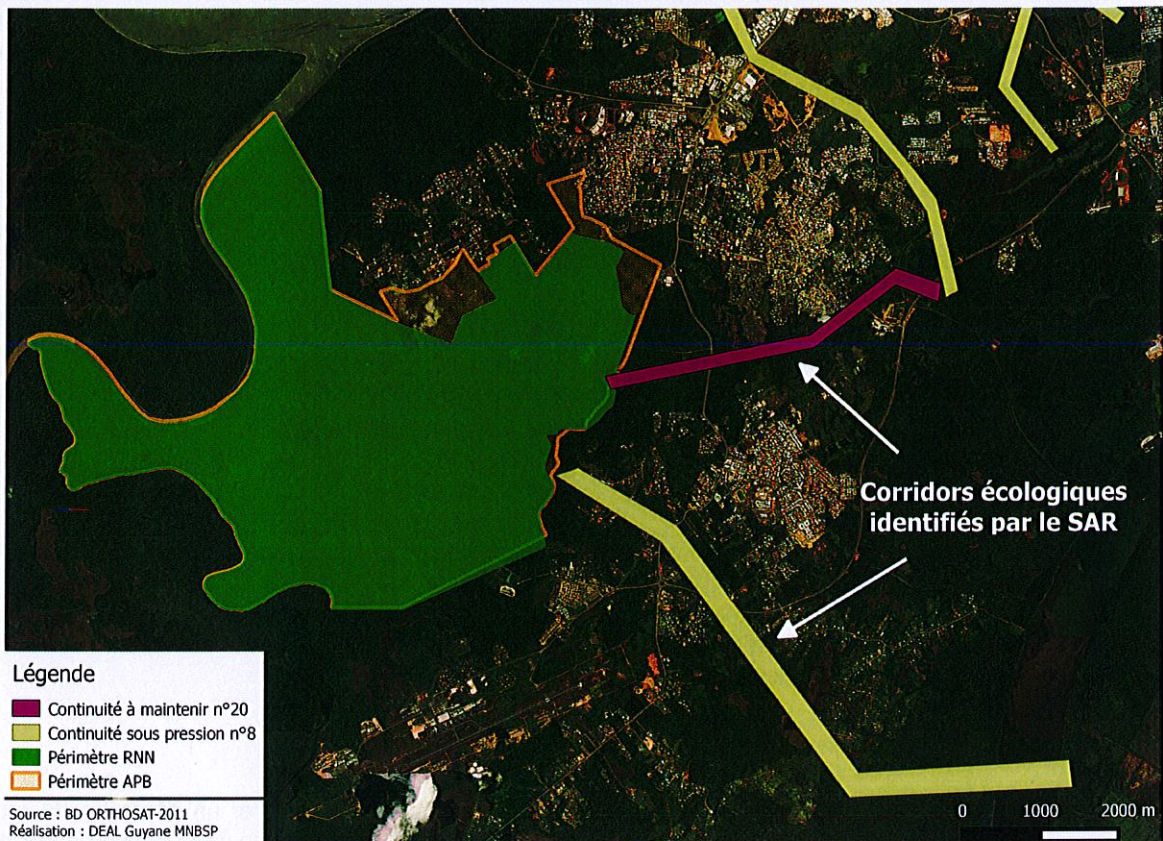 Corridors écologiques
identifiés par le SAR
Légende
Continuité à maintenir n°20
Continuité sous pression n°8
Périmètre RNN
Périmètre APB
Source : BD ORTHOSAT-2011
Réalisation : DEAL Guyane MNBSP
0 1000 2000 m